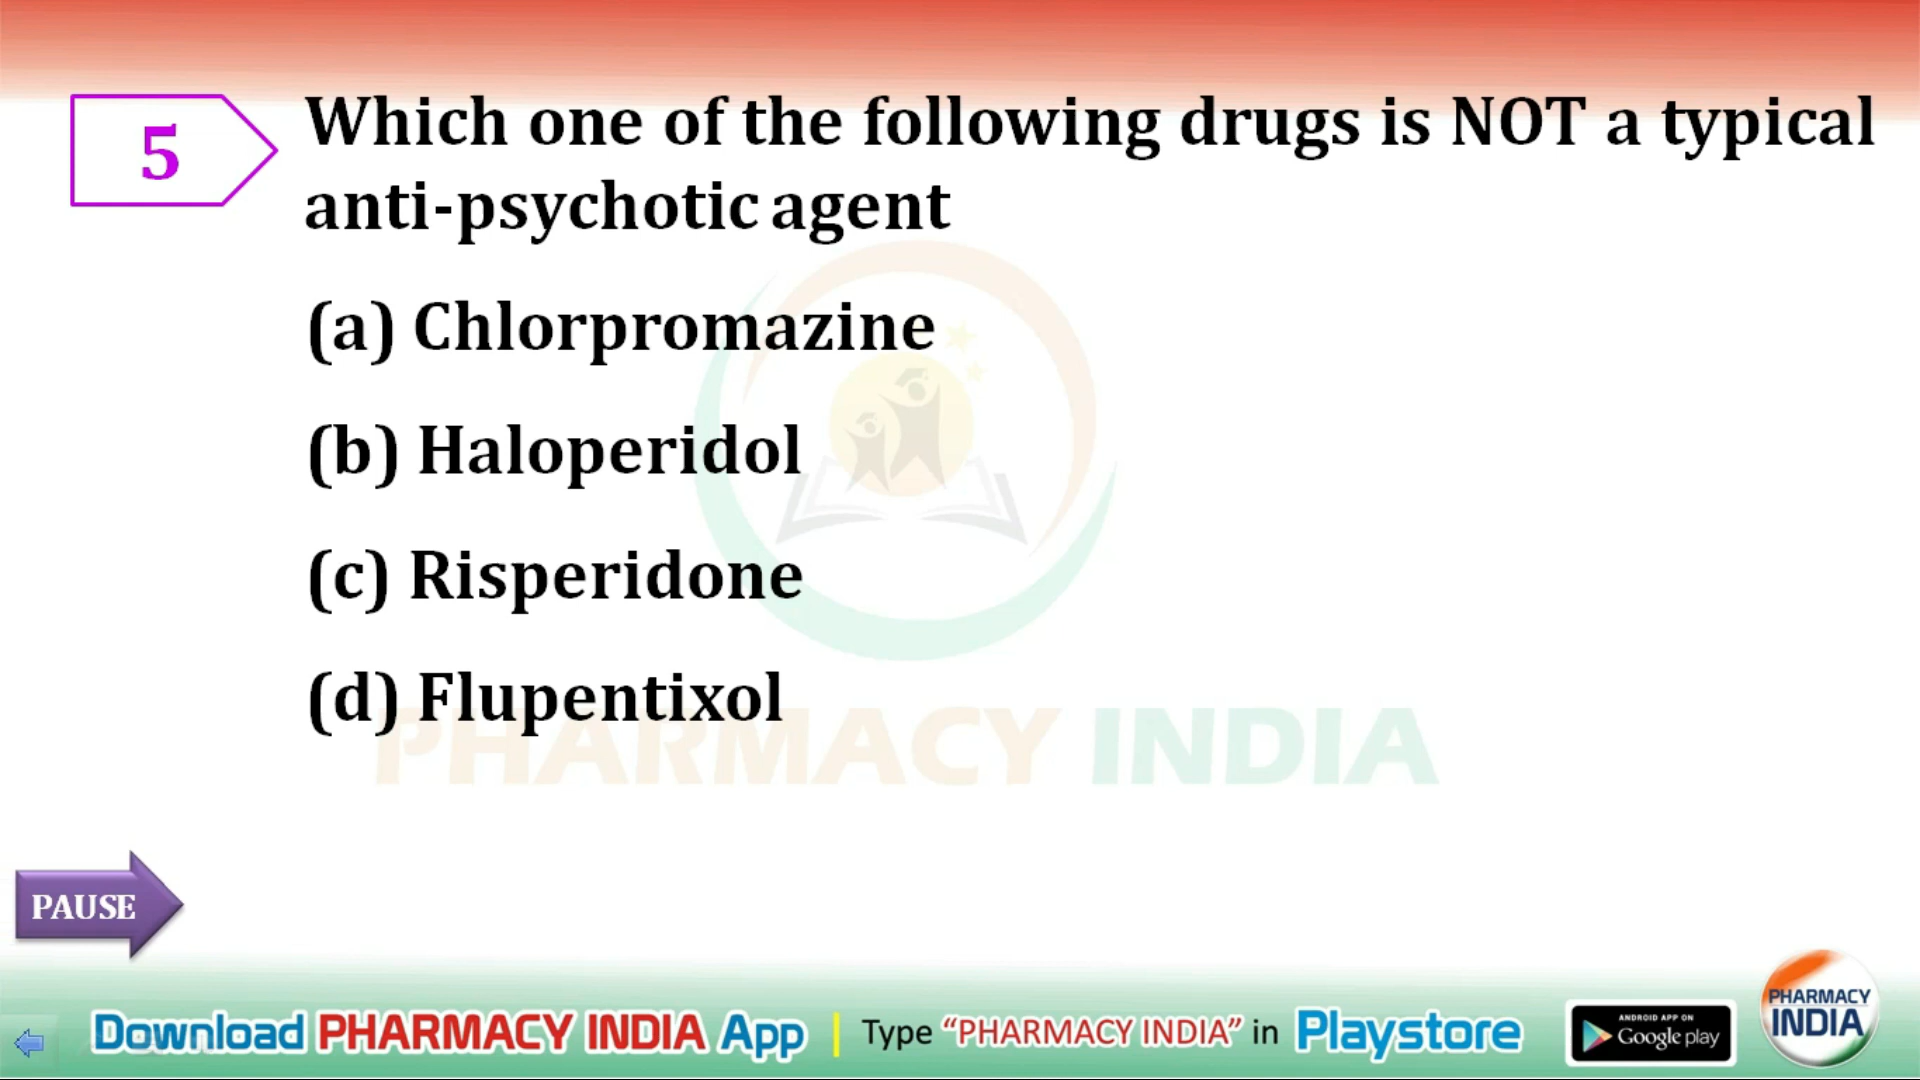 5
Which one of the following drugs is NOT a typical
anti-psychotic agent
(a) Chlorpromazine
(b) Haloperidol
(c) Risperidone
(d) Flupentixol
PHARMACY INDIA
PAUSE
Download PHARMACY INDIA App | Type “PHARMACY INDIA” in Playstore
ANDROID APP ON
Google play
PHARMACY
INDIA